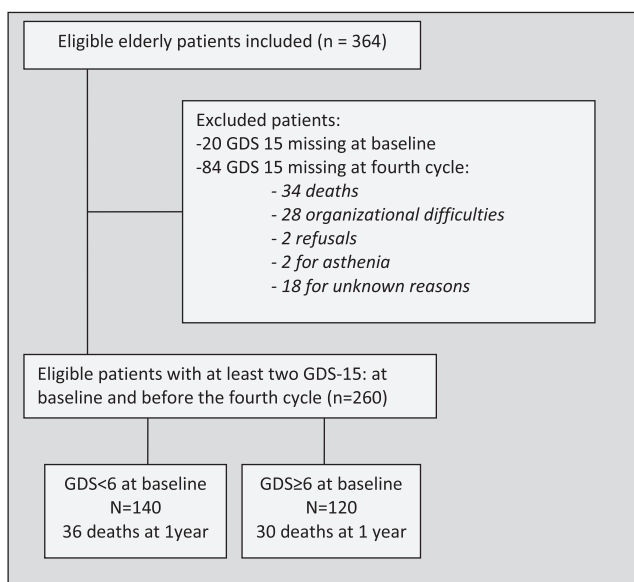 Eligible elderly patients included (n = 364)
Excluded patients:
-20 GDS 15 missing at baseline
-84 GDS 15 missing at fourth cycle:
- 34 deaths
- 28 organizational difficulties
- 2 refusals
- 2 for asthenia
- 18 for unknown reasons
Eligible patients with at least two GDS-15: at
baseline and before the fourth cycle (n=260)
GDS<6 at baseline
N=140
36 deaths at 1year
GDS≥6 at baseline
N=120
30 deaths at 1 year